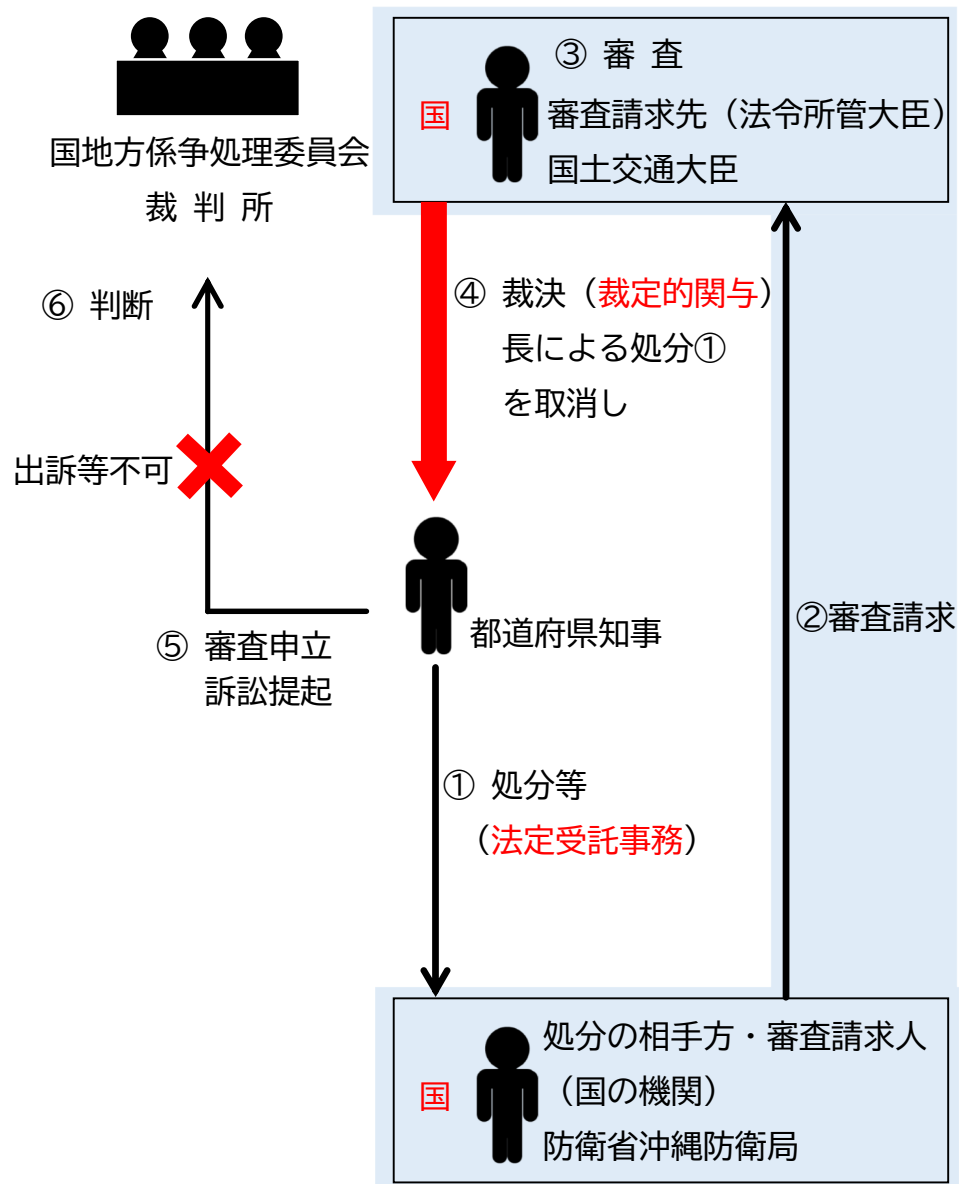 国地方係争処理委員会
裁 判 所
③ 審 査
国
審査請求先（法令所管大臣）
国土交通大臣
⑥ 判断
④ 裁決（裁定的関与）
長による処分①
を取消し
出訴等不可
都道府県知事
②審査請求
⑤ 審査申立
訴訟提起
① 処分等
（法定受託事務）
国
処分の相手方・審査請求人
（国の機関）
防衛省沖縄防衛局